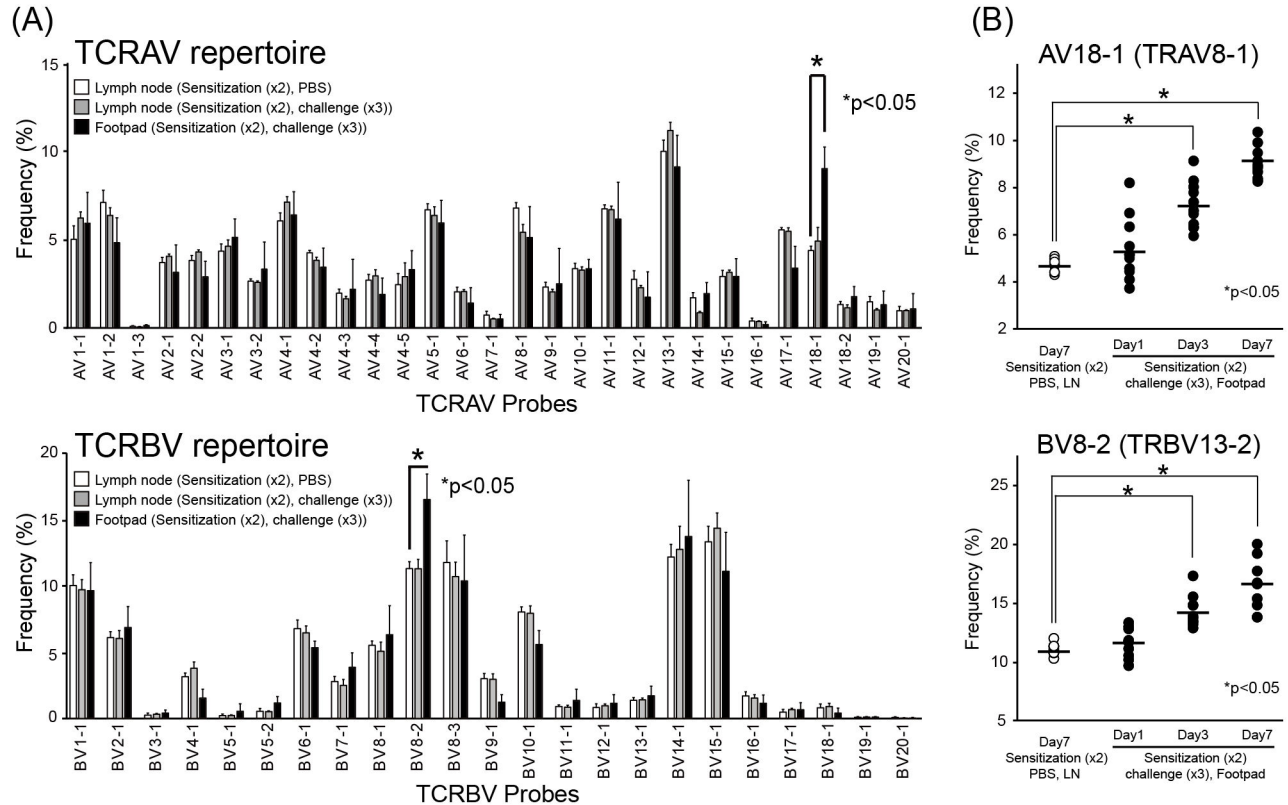 (A)
TCRAV repertoire
15
10
5
0
Frequency (%)
Lymph node (Sensitization (x2), PBS)
Lymph node (Sensitization (x2), challenge (x3))
Footpad (Sensitization (x2), challenge (x3))
*
*p<0.05
AV1-1
AV1-2
AV1-3
AV2-1
AV2-2
AV3-1
AV3-2
AV4-1
AV4-2
AV4-3
AV4-4
AV4-5
AV5-1
AV6-1
AV7-1
AV8-1
AV9-1
AV10-1
AV11-1
AV12-1
AV13-1
AV14-1
AV15-1
AV16-1
AV17-1
AV18-1
AV18-2
AV19-1
AV20-1
TCRAV Probes
TCRBV repertoire
20
15
10
5
0
Frequency (%)
Lymph node (Sensitization (x2), PBS)
Lymph node (Sensitization (x2), challenge (x3))
Footpad (Sensitization (x2), challenge (x3))
*
*p<0.05
BV1-1
BV2-1
BV3-1
BV4-1
BV5-1
BV5-2
BV6-1
BV7-1
BV8-1
BV8-2
BV8-3
BV9-1
BV10-1
BV11-1
BV12-1
BV13-1
BV14-1
BV15-1
BV16-1
BV17-1
BV18-1
BV19-1
BV20-1
TCRBV Probes
(B)
AV18-1 (TRAV8-1)
12
10
8
6
4
2
Frequency (%)
*
*
*p<0.05
Day7
Sensitization (x2)
PBS, LN
Day1
Day3
Day7
Sensitization (x2)
challenge (x3), Footpad
BV8-2 (TRBV13-2)
25
20
15
10
5
Frequency (%)
*
*
*p<0.05
Day7
Sensitization (x2)
PBS, LN
Day1
Day3
Day7
Sensitization (x2)
challenge (x3), Footpad